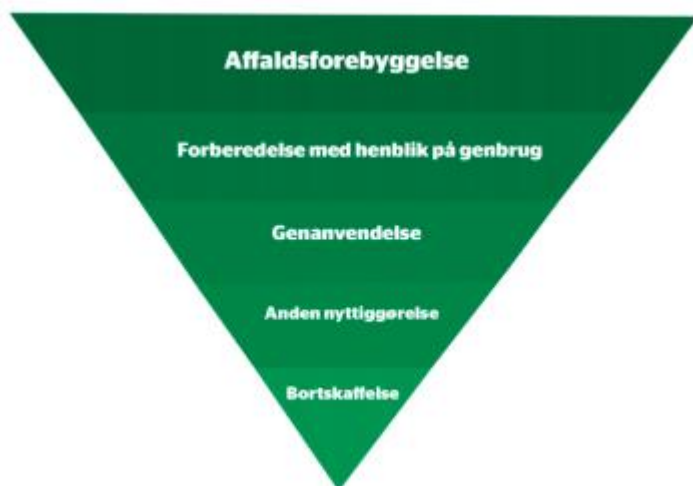 Affaldsforebyggelse
Forberedelse med henblik på genbrug
Genanvendelse
Anden nyttiggørelse
Bortskaffelse